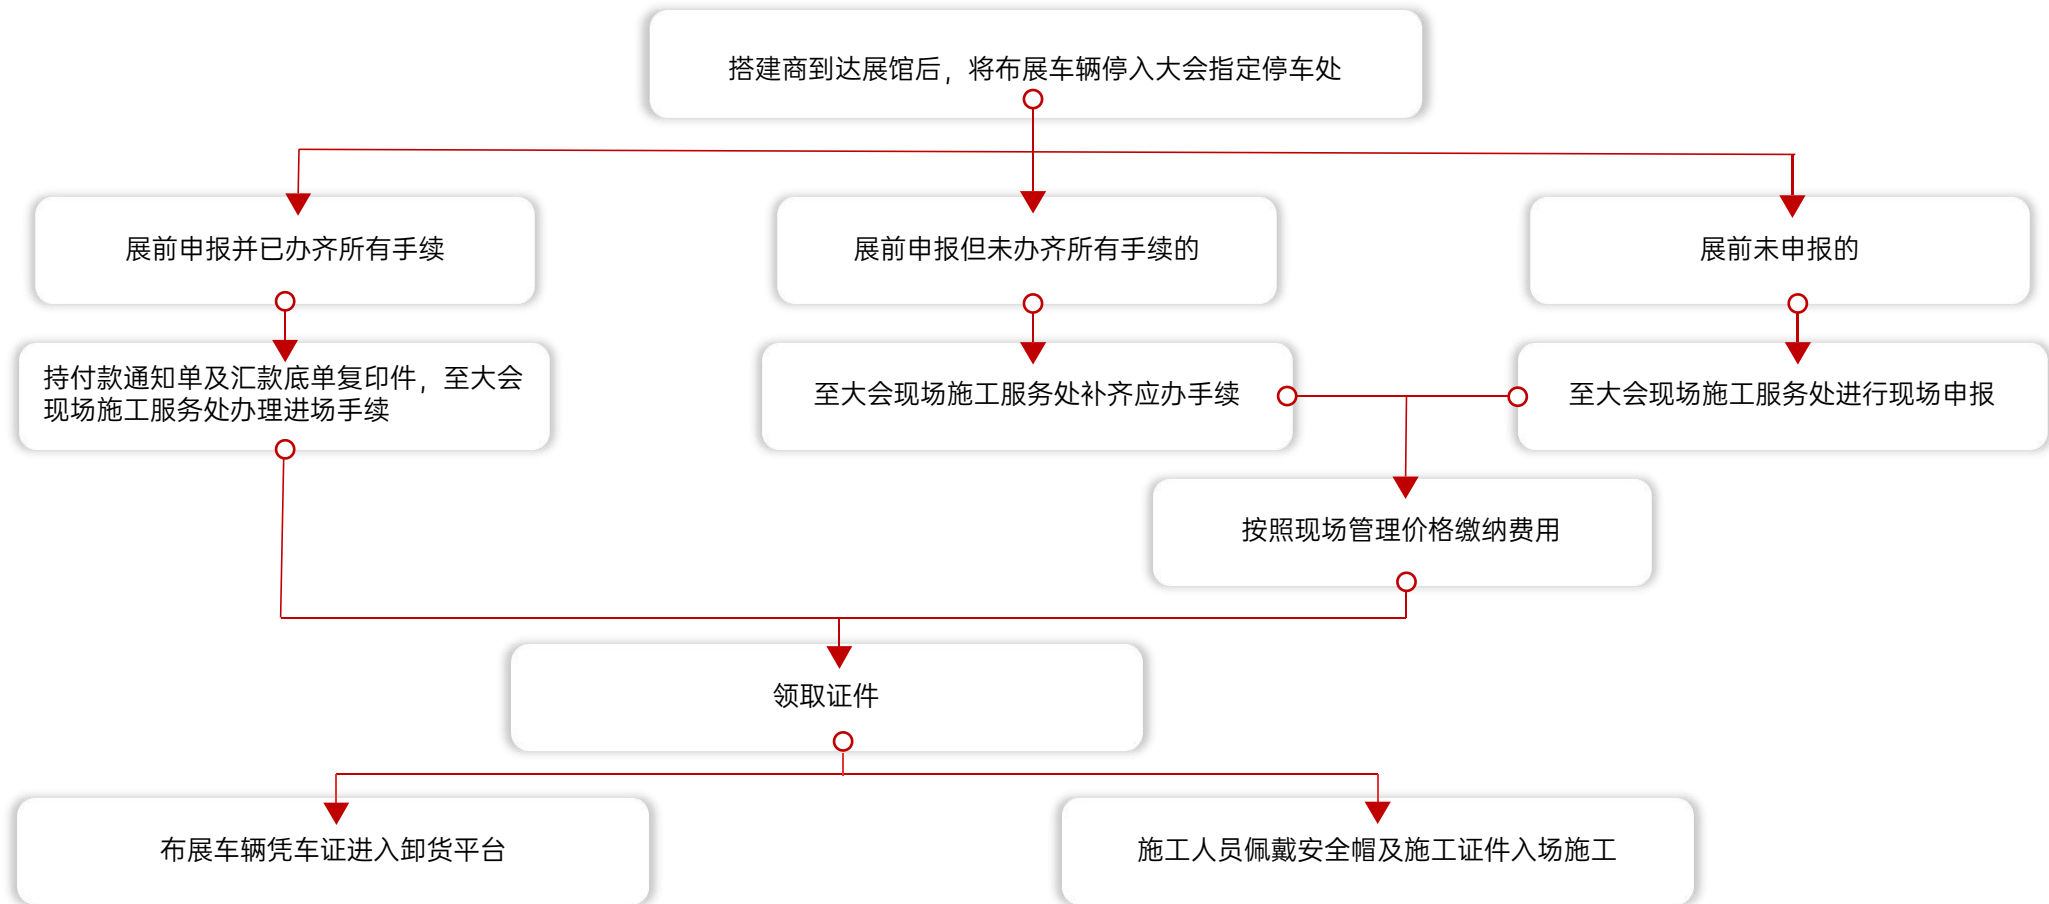 搭建商到达展馆后，将布展车辆停入大会指定停车处
展前申报并已办齐所有手续
展前申报但未办齐所有手续的
展前未申报的
持付款通知单及汇款底单复印件，至大会
现场施工服务处办理进场手续
至大会现场施工服务处补齐应办手续
至大会现场施工服务处进行现场申报
按照现场管理价格缴纳费用
领取证件
布展车辆凭车证进入卸货平台
施工人员佩戴安全帽及施工证件入场施工